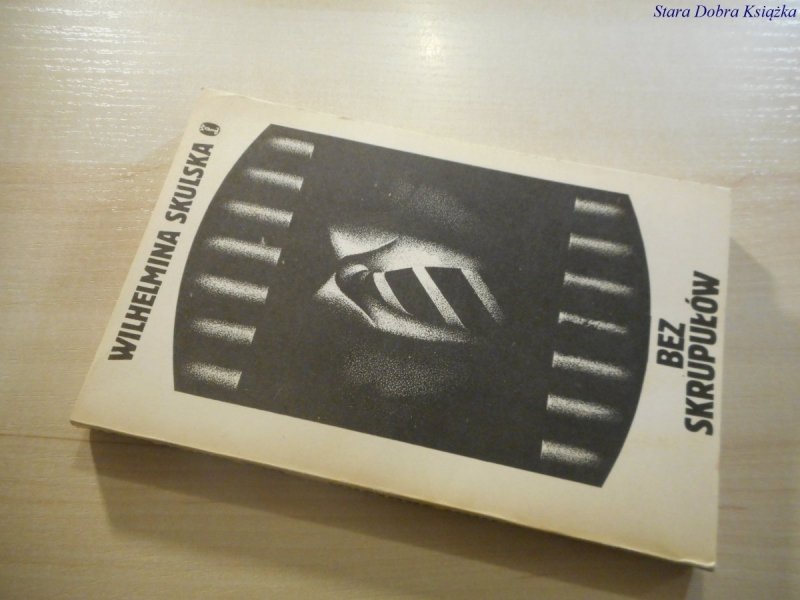 Stara Dobra Książka
WILHELMINA SKULSKA
BEZ
SKRUPUŁÓW